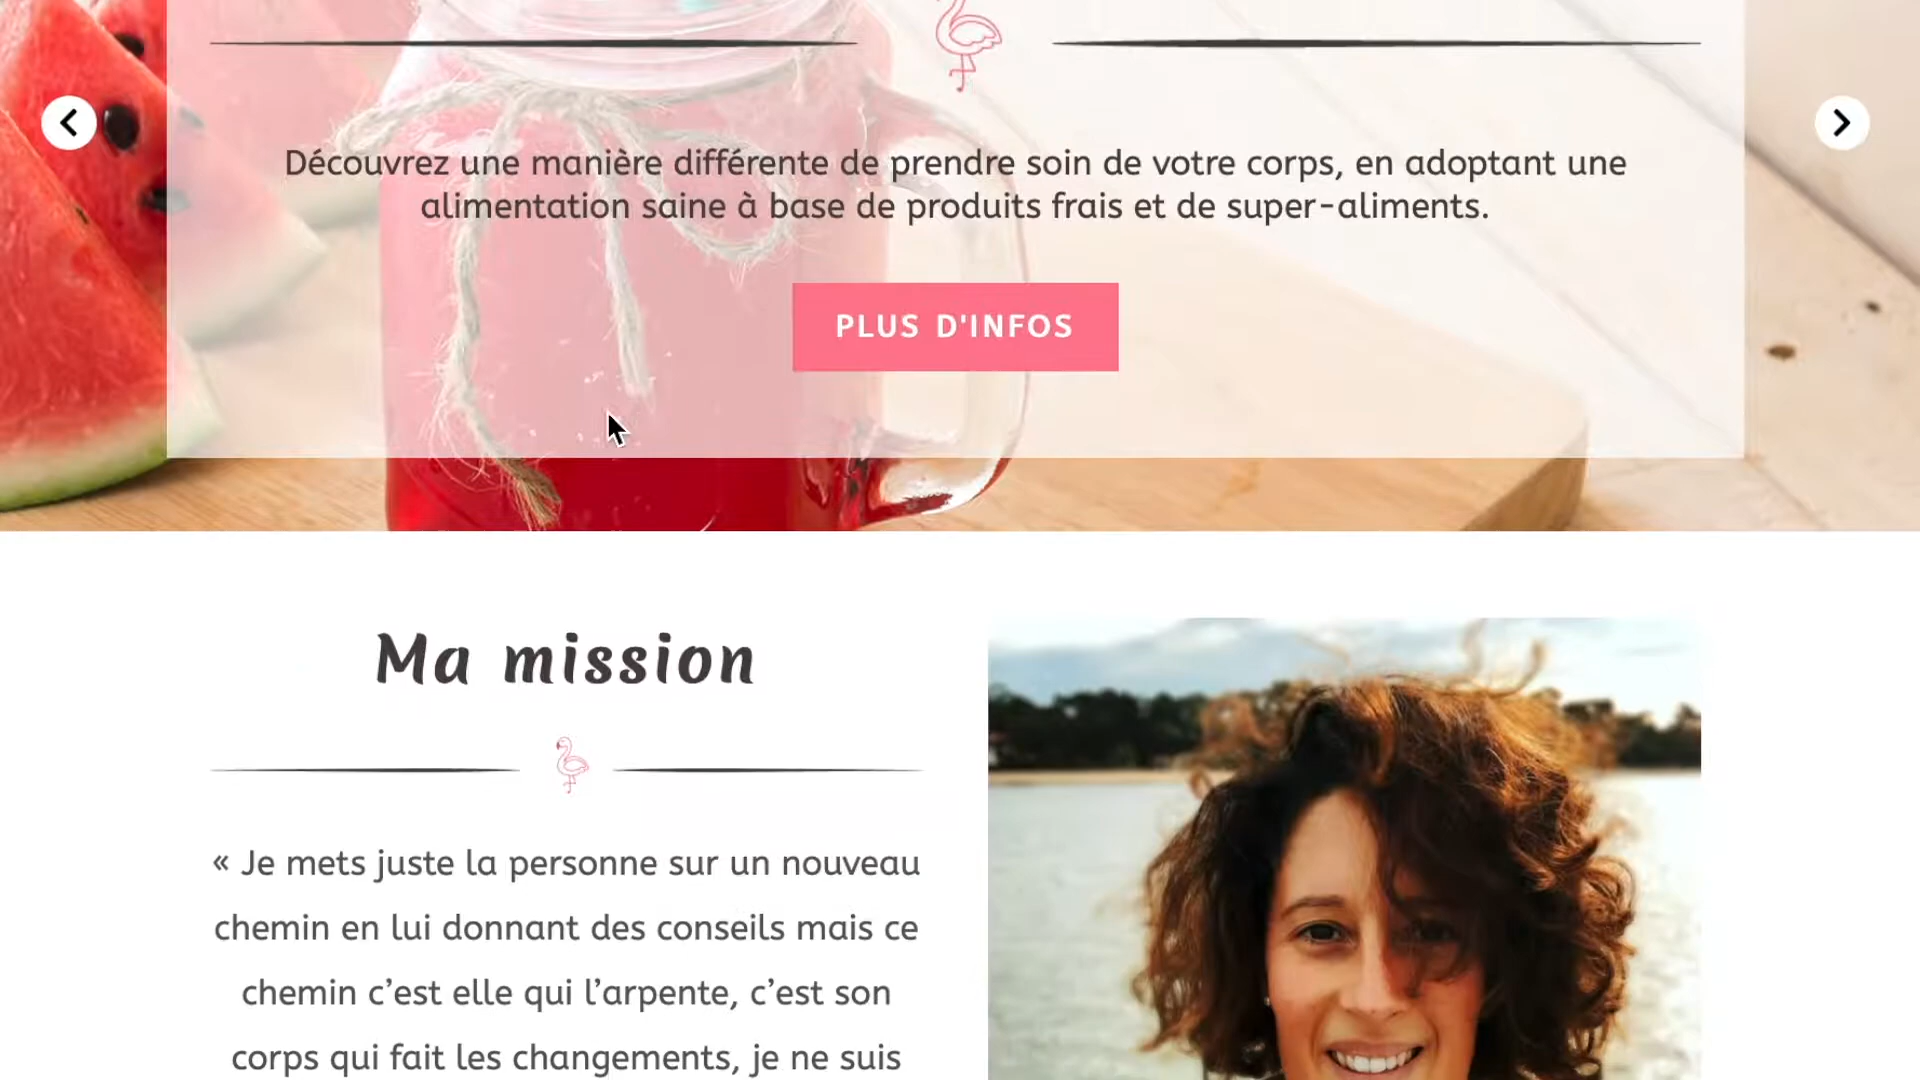 Découvrez une manière différente de prendre soin de votre corps, en adoptant une
alimentation saine à base de produits frais et de super-aliments.
PLUS D'INFOS
Ma mission
« Je mets juste la personne sur un nouveau
chemin en lui donnant des conseils mais ce
chemin c’est elle qui l’arpente, c’est son
corps qui fait les changements, je ne suis